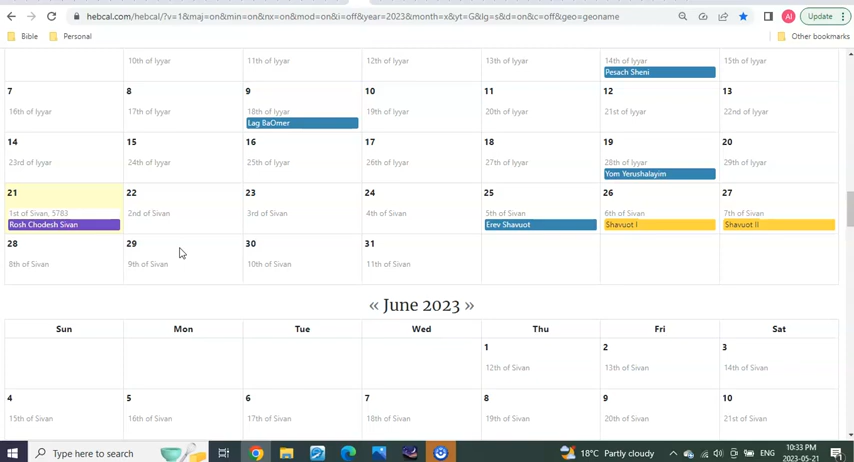 hebcal.com/hebcal/?v=1&maj=on&min=on&nx=on&mod=on&i=off&year=2023&month=x&yt=G&lg=s&d=on&c=off&geo=geoname
AI
Update
Bible Personal Other bookmarks
10th of Iyyar 11th of Iyyar 12th of Iyyar 13th of Iyyar 14th of Iyyar 15th of Iyyar
Pesach Sheni
7 8 9 10 11 12 13
16th of Iyyar 17th of Iyyar 18th of Iyyar 19th of Iyyar 20th of Iyyar 21st of Iyyar 22nd of Iyyar
Lag BaOmer
14 15 16 17 18 19 20
23rd of Iyyar 24th of Iyyar 25th of Iyyar 26th of Iyyar 27th of Iyyar 28th of Iyyar 29th of Iyyar
Yom Yerushalayim
21 22 23 24 25 26 27
1st of Sivan, 5783 2nd of Sivan 3rd of Sivan 4th of Sivan 5th of Sivan 6th of Sivan 7th of Sivan
Rosh Chodesh Sivan Erev Shavuot Shavuot I Shavuot II
28 29 30 31
8th of Sivan 9th of Sivan 10th of Sivan 11th of Sivan
« June 2023 »
Sun Mon Tue Wed Thu Fri Sat
1 2 3
12th of Sivan 13th of Sivan 14th of Sivan
4 5 6 7 8 9 10
15th of Sivan 16th of Sivan 17th of Sivan 18th of Sivan 19th of Sivan 20th of Sivan 21st of Sivan
Type here to search
18°C Partly cloudy
ENG
10:33 PM
2023-05-21